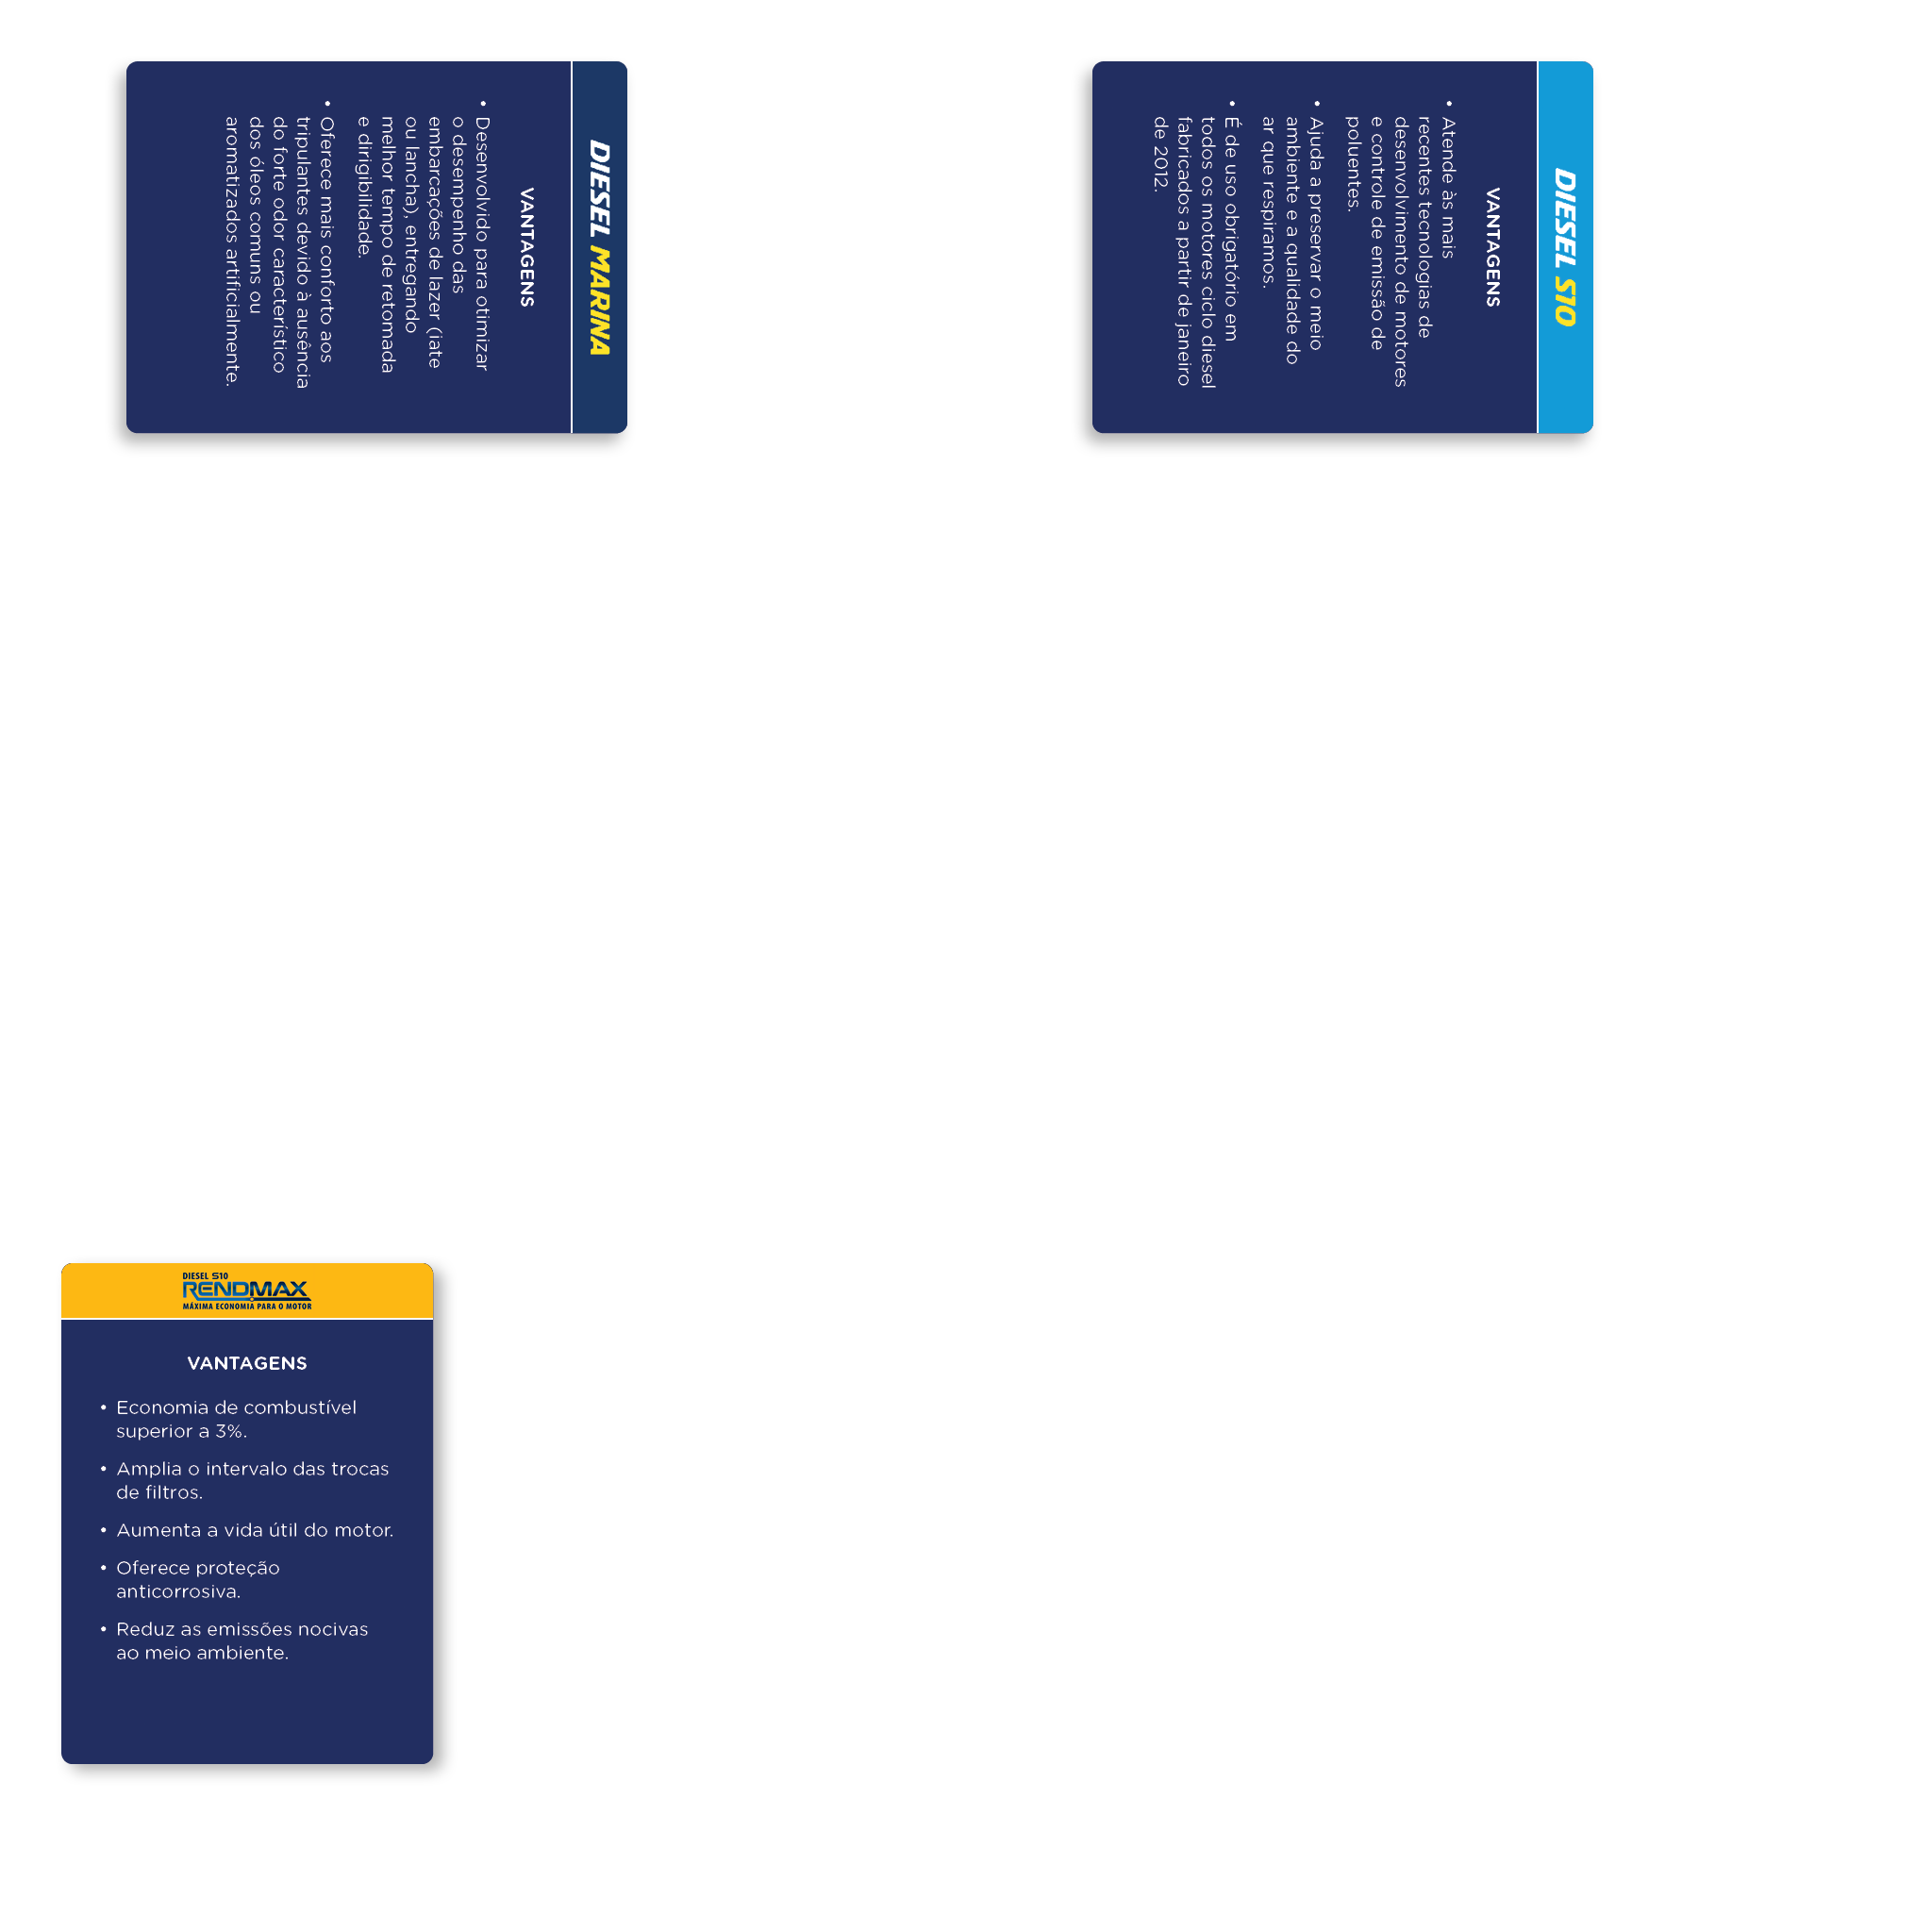 DIESEL MARINA
VANTAGENS
• Desenvolvido para otimizar
o desempenho das
embarcações de lazer (iate
ou lancha), entregando
melhor tempo de retomada
e dirigibilidade.
• Oferece mais conforto aos
tripulantes devido à ausência
do forte odor característico
dos óleos comuns ou
aromatizados artificialmente.
DIESEL S10
VANTAGENS
• Atende às mais
recentes tecnologias de
desenvolvimento de motores
e controle de emissão de
poluentes.
• Ajuda a preservar o meio
ambiente e a qualidade do
ar que respiramos.
• É de uso obrigatório em
todos os motores ciclo diesel
fabricados a partir de janeiro
de 2012.
DIESEL S10
RENDMAX
MÁXIMA ECONOMIA PARA O MOTOR
VANTAGENS
• Economia de combustível
superior a 3%.
• Amplia o intervalo das trocas
de filtros.
• Aumenta a vida útil do motor.
• Oferece proteção
anticorrosiva.
• Reduz as emissões nocivas
ao meio ambiente.